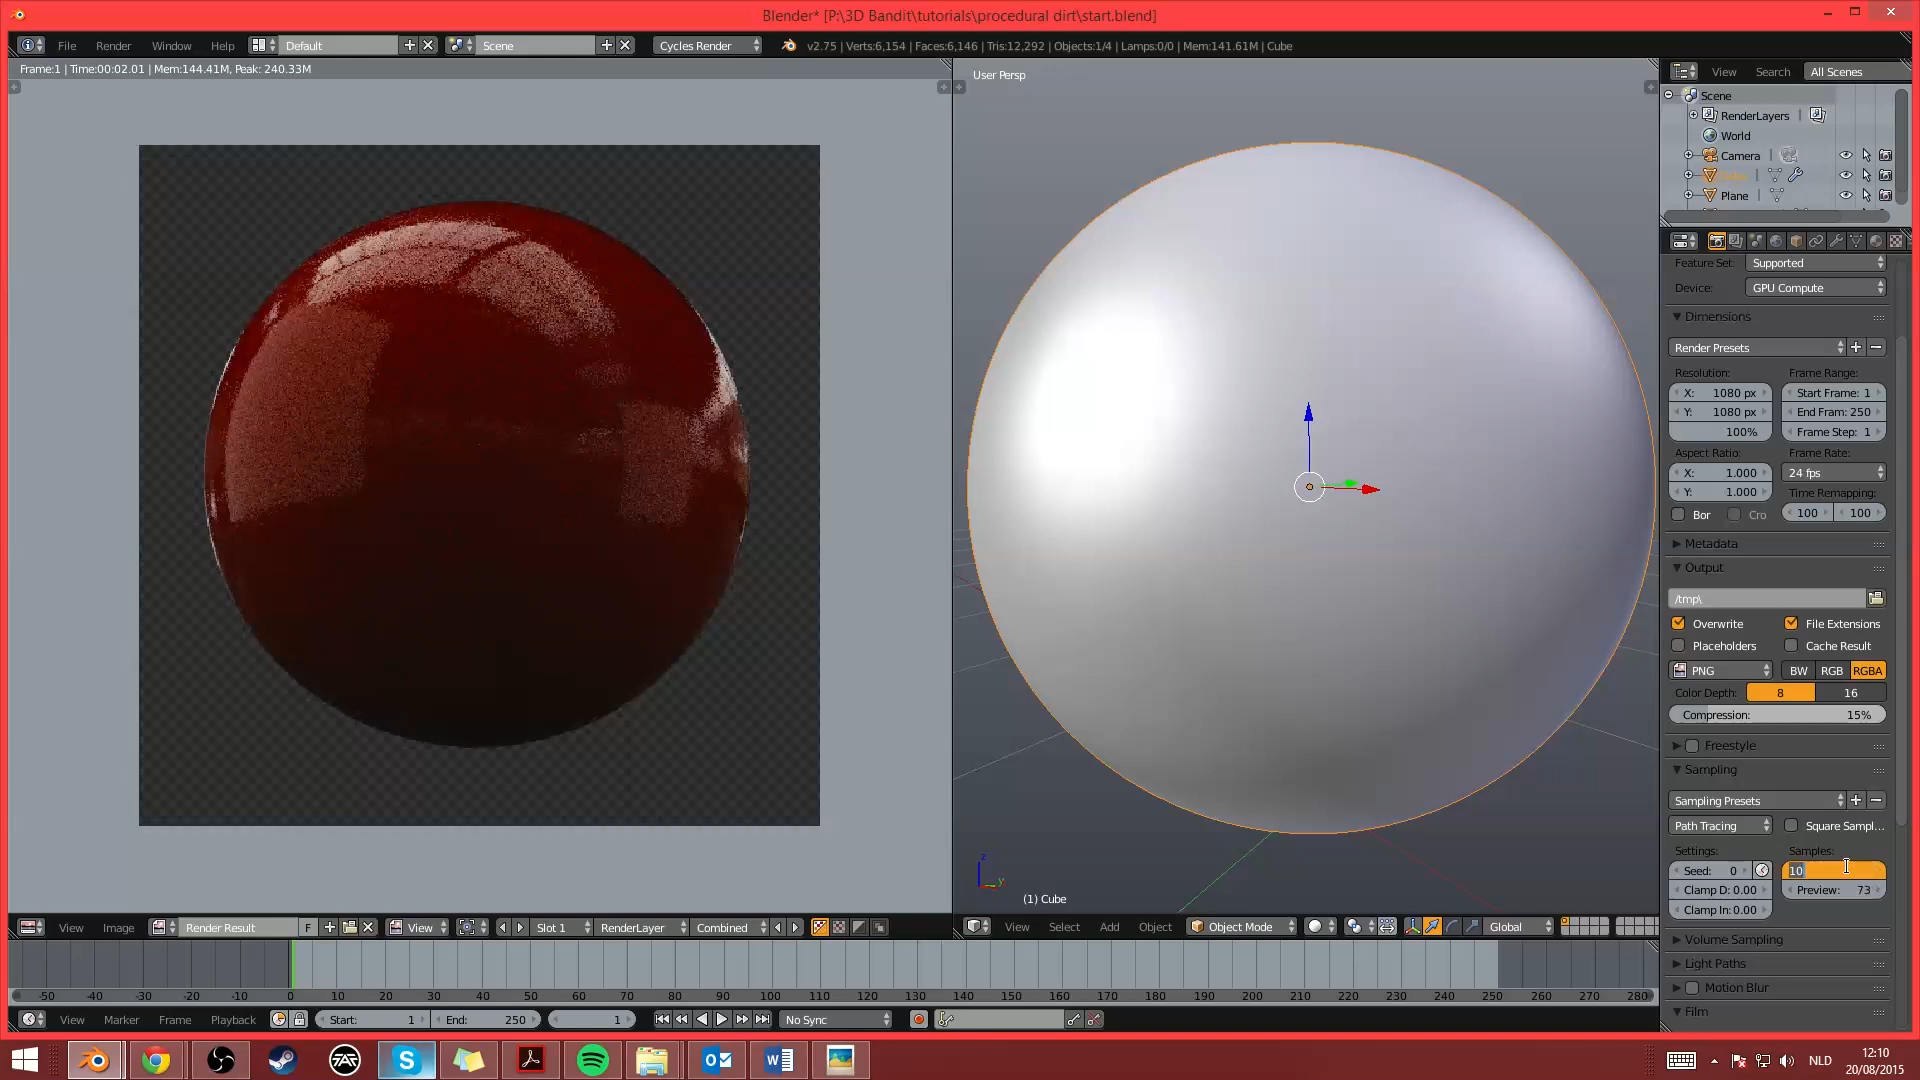 Blender* [P:\3D Bandit\tutorials\procedural dirt\start.blend]
File Render Window Help Default Scene Cycles Render v2.75 | Verts:6,154 | Faces:6,146 | Tris:12,292 | Objects:1/4 | Lamps:0/0 | Mem:141.61M | Cube
Frame:1 | Time:00:02.01 | Mem:144.41M, Peak: 240.33M
User Persp
View Search All Scenes
Scene
RenderLayers
World
Camera
Plane
Feature Set: Supported
Device: GPU Compute
Dimensions
Render Presets
Resolution: Frame Range:
X: 1080 px Start Frame: 1
Y: 1080 px End Fram: 250
100% Frame Step: 1
Aspect Ratio: Frame Rate:
X: 1.000 24 fps
Y: 1.000 Time Remapping:
Bor Cro 100 100
Metadata
Output
/tmp\
Overwrite File Extensions
Placeholders Cache Result
PNG BW RGB RGBA
Color Depth: 8 16
Compression: 15%
Freestyle
Sampling
Sampling Presets
Path Tracing Square Sampl...
Settings: Samples:
Seed: 0 10
Clamp D: 0.00 Preview: 73
Clamp In: 0.00
Volume Sampling
Light Paths
Motion Blur
Film
z
y
(1) Cube
View Image Render Result F View Slot 1 RenderLayer Combined
View Select Add Object Object Mode Global
-50 -40 -30 -20 -10 0 10 20 30 40 50 60 70 80 90 100 110 120 130 140 150 160 170 180 190 200 210 220 230 240 250 260 270 280
View Marker Frame Playback Start: 1 End: 250 1 No Sync
NLD
12:10
20/08/2015